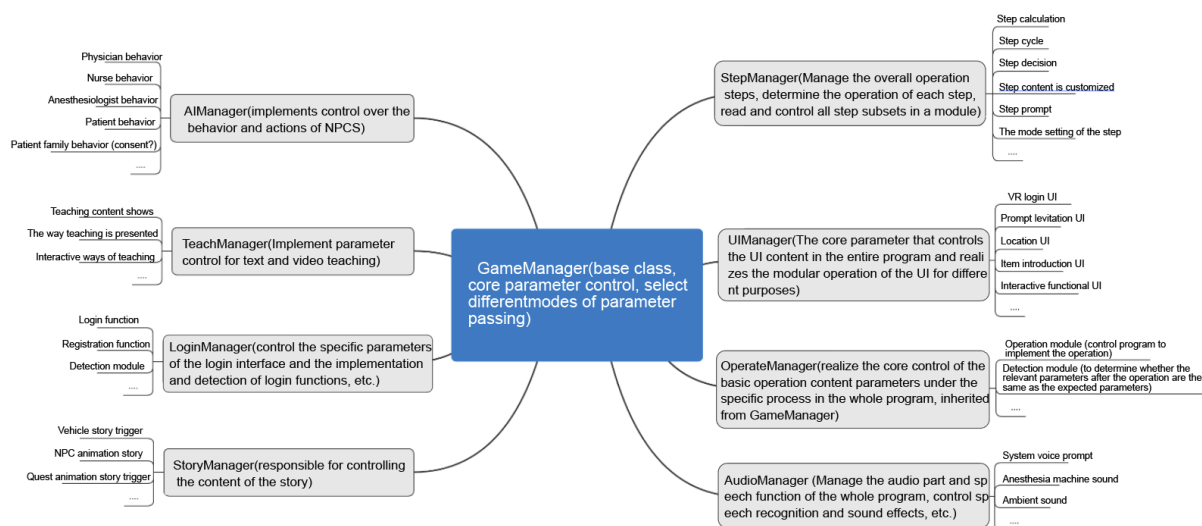 Physician behavior
Nurse behavior
Anesthesiologist behavior
Patient behavior
Patient family behavior (consent?)
....
AIManager(implements control over the
behavior and actions of NPCS)
Teaching content shows
The way teaching is presented
Interactive ways of teaching
....
TeachManager(Implement parameter
control for text and video teaching)
Login function
Registration function
Detection module
....
LoginManager(control the specific parameters
of the login interface and the implementation
and detection of login functions, etc.)
Vehicle story trigger
NPC animation story
Quest animation story trigger
....
StoryManager(responsible for controlling
the content of the story)
GameManager(base class,
core parameter control, select
differentmodes of parameter
passing)
StepManager(Manage the overall operation
steps, determine the operation of each step,
read and control all step subsets in a module)
Step calculation
Step cycle
Step decision
Step content is customized
Step prompt
The mode setting of the step
....
UIManager(The core parameter that controls
the UI content in the entire program and reali
zes the modular operation of the UI for differe
nt purposes)
VR login UI
Prompt levitation UI
Location UI
Item introduction UI
Interactive functional UI
....
OperateManager(realize the core control of the
basic operation content parameters under the
specific process in the whole program, inherited
from GameManager)
Operation module (control program to
implement the operation)
Detection module (to determine whether the
relevant parameters after the operation are the
same as the expected parameters)
....
AudioManager (Manage the audio part and sp
eech function of the whole program, control sp
eech recognition and sound effects, etc.)
System voice prompt
Anesthesia machine sound
Ambient sound
....